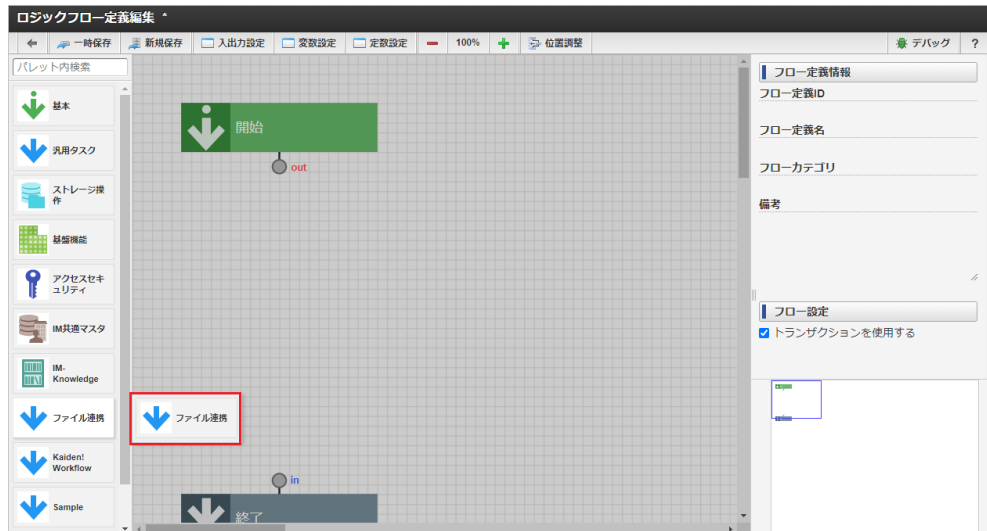 ロジックフロー定義編集 *
一時保存 新規保存 入出力設定 変数設定 定数設定 100% 位置調整 デバッグ ?
パレット内検索
基本
汎用タスク
ストレージ操
作
基盤機能
アクセスセキ
ュリティ
IM共通マスタ
IM-
Knowledge
ファイル連携
Kaiden!
Workflow
Sample
開始
out
ファイル連携
in
終了
フロー定義情報
フロー定義ID
フロー定義名
フローカテゴリ
備考
フロー設定
トランザクションを使用する